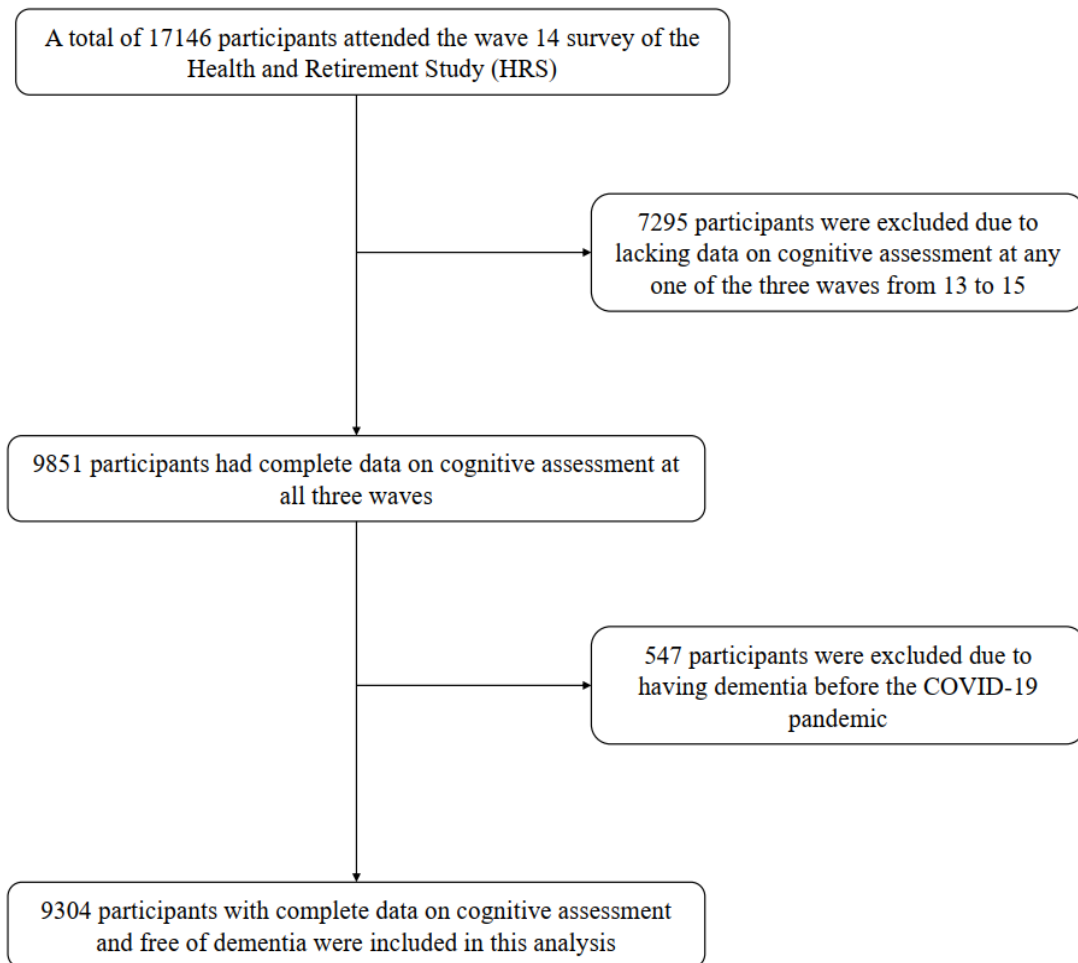 A total of 17146 participants attended the wave 14 survey of the
Health and Retirement Study (HRS)
7295 participants were excluded due to
lacking data on cognitive assessment at any
one of the three waves from 13 to 15
9851 participants had complete data on cognitive assessment at
all three waves
547 participants were excluded due to
having dementia before the COVID-19
pandemic
9304 participants with complete data on cognitive assessment
and free of dementia were included in this analysis